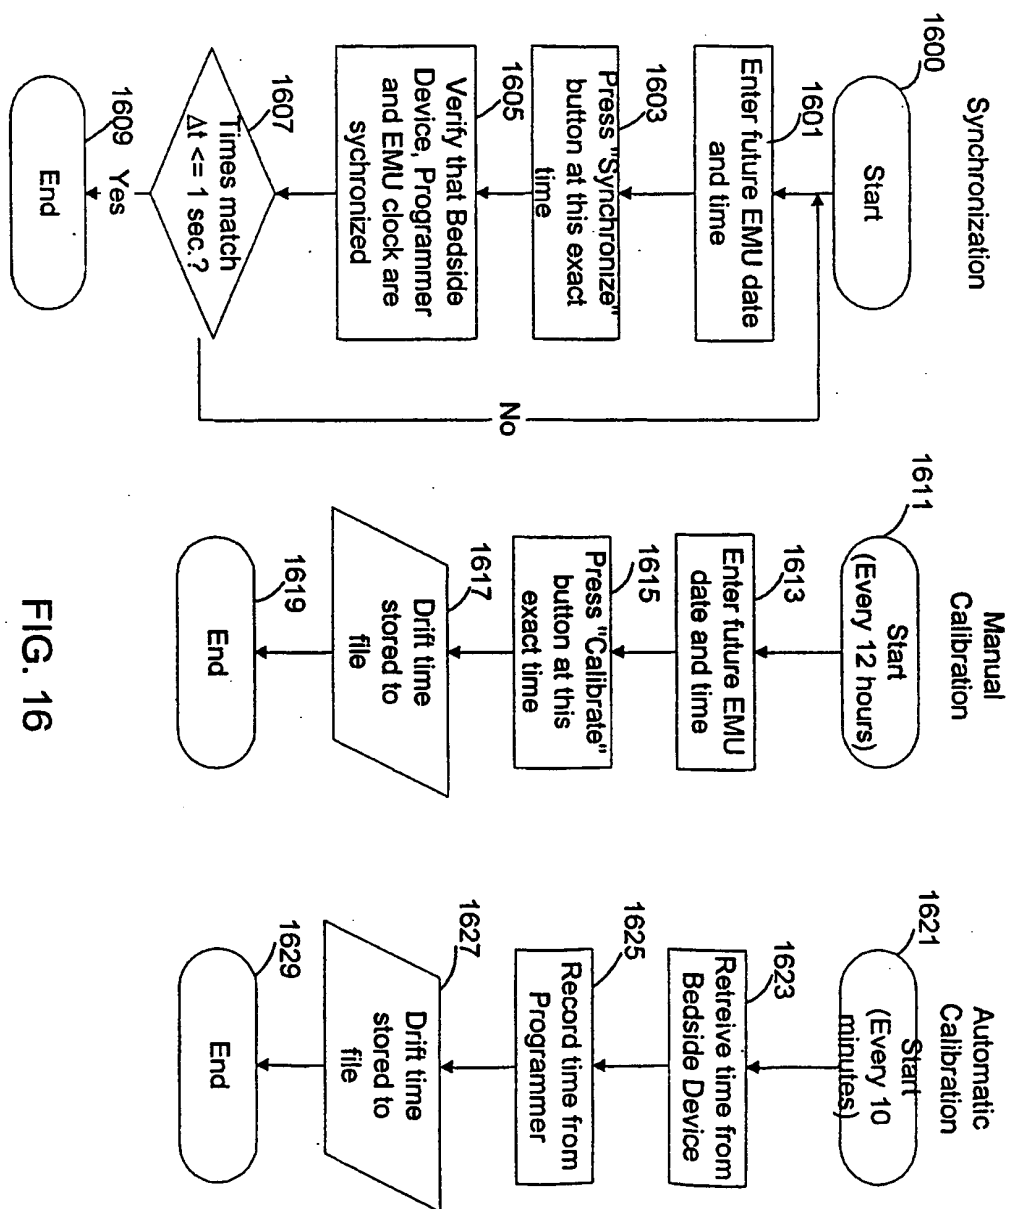 Synchronization
1600
Start
1601
Enter future EMU date
and time
1603
Press "Synchronize"
button at this exact
time
1605
Verify that Bedside
Device, Programmer
and EMU clock are
sychronized
1607
Times match
Δt <= 1 sec.?
No
Yes
1609
End
Manual
Calibration
1611
Start
(Every 12 hours)
1613
Enter future EMU
date and time
1615
Press "Calibrate"
button at this
exact time
1617
Drift time
stored to
file
1619
End
Automatic
Calibration
1621
Start
(Every 10
minutes)
1623
Retreive time from
Bedside Device
1625
Record time from
Programmer
1627
Drift time
stored to
file
1629
End
FIG. 16